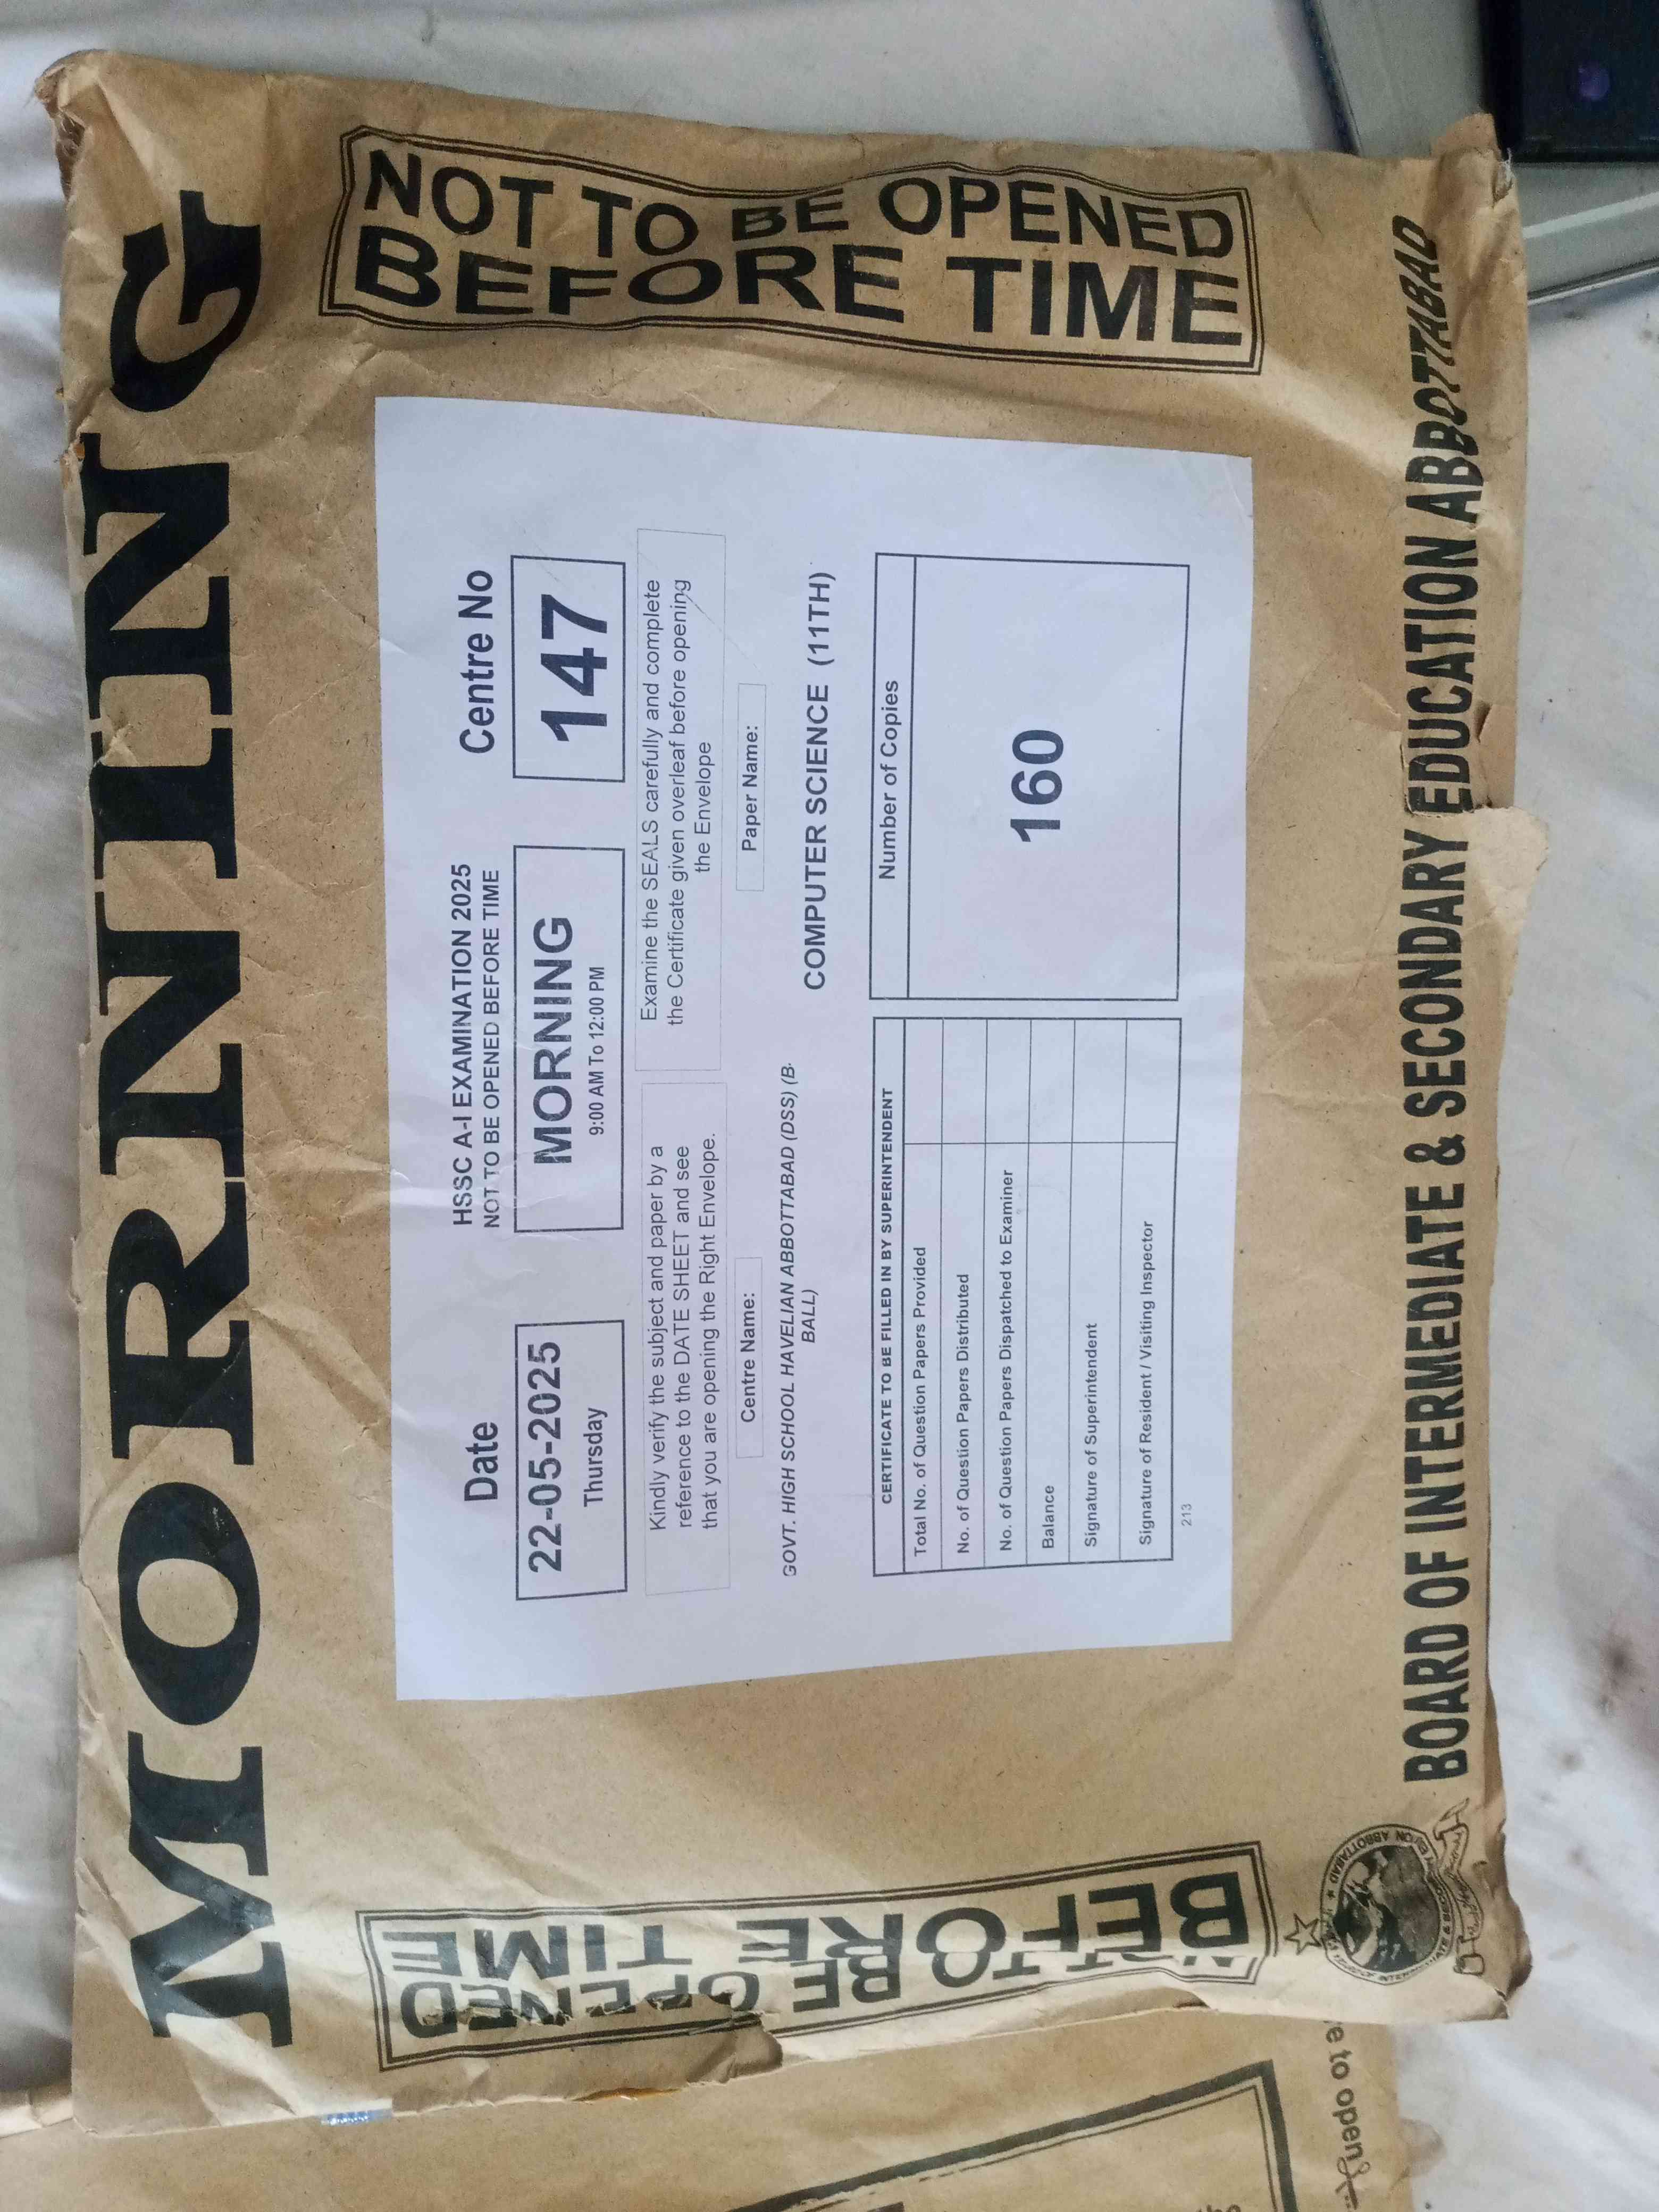 MORNING
NOT TO BE OPENED
BEFORE TIME
HSSC A-I EXAMINATION 2025
NOT TO BE OPENED BEFORE TIME
Date
22-05-2025
Thursday
MORNING
9:00 AM To 12:00 PM
Centre No
147
Kindly verify the subject and paper by a
reference to the DATE SHEET and see
that you are opening the Right Envelope.
Examine the SEALS carefully and complete
the Certificate given overleaf before opening
the Envelope
Centre Name:
GOVT. HIGH SCHOOL HAVELIAN ABBOTTABAD (DSS) (B-
BALL)
Paper Name:
COMPUTER SCIENCE (11TH)
CERTIFICATE TO BE FILLED IN BY SUPERINTENDENT
Total No. of Question Papers Provided
No. of Question Papers Distributed
No. of Question Papers Dispatched to Examiner
Balance
Signature of Superintendent
Signature of Resident / Visiting Inspector
213
Number of Copies
160
BE OPENED
BEFORE TIME
BOARD OF INTERMEDIATE & SECONDARY EDUCATION ABBOTTABAD
to open